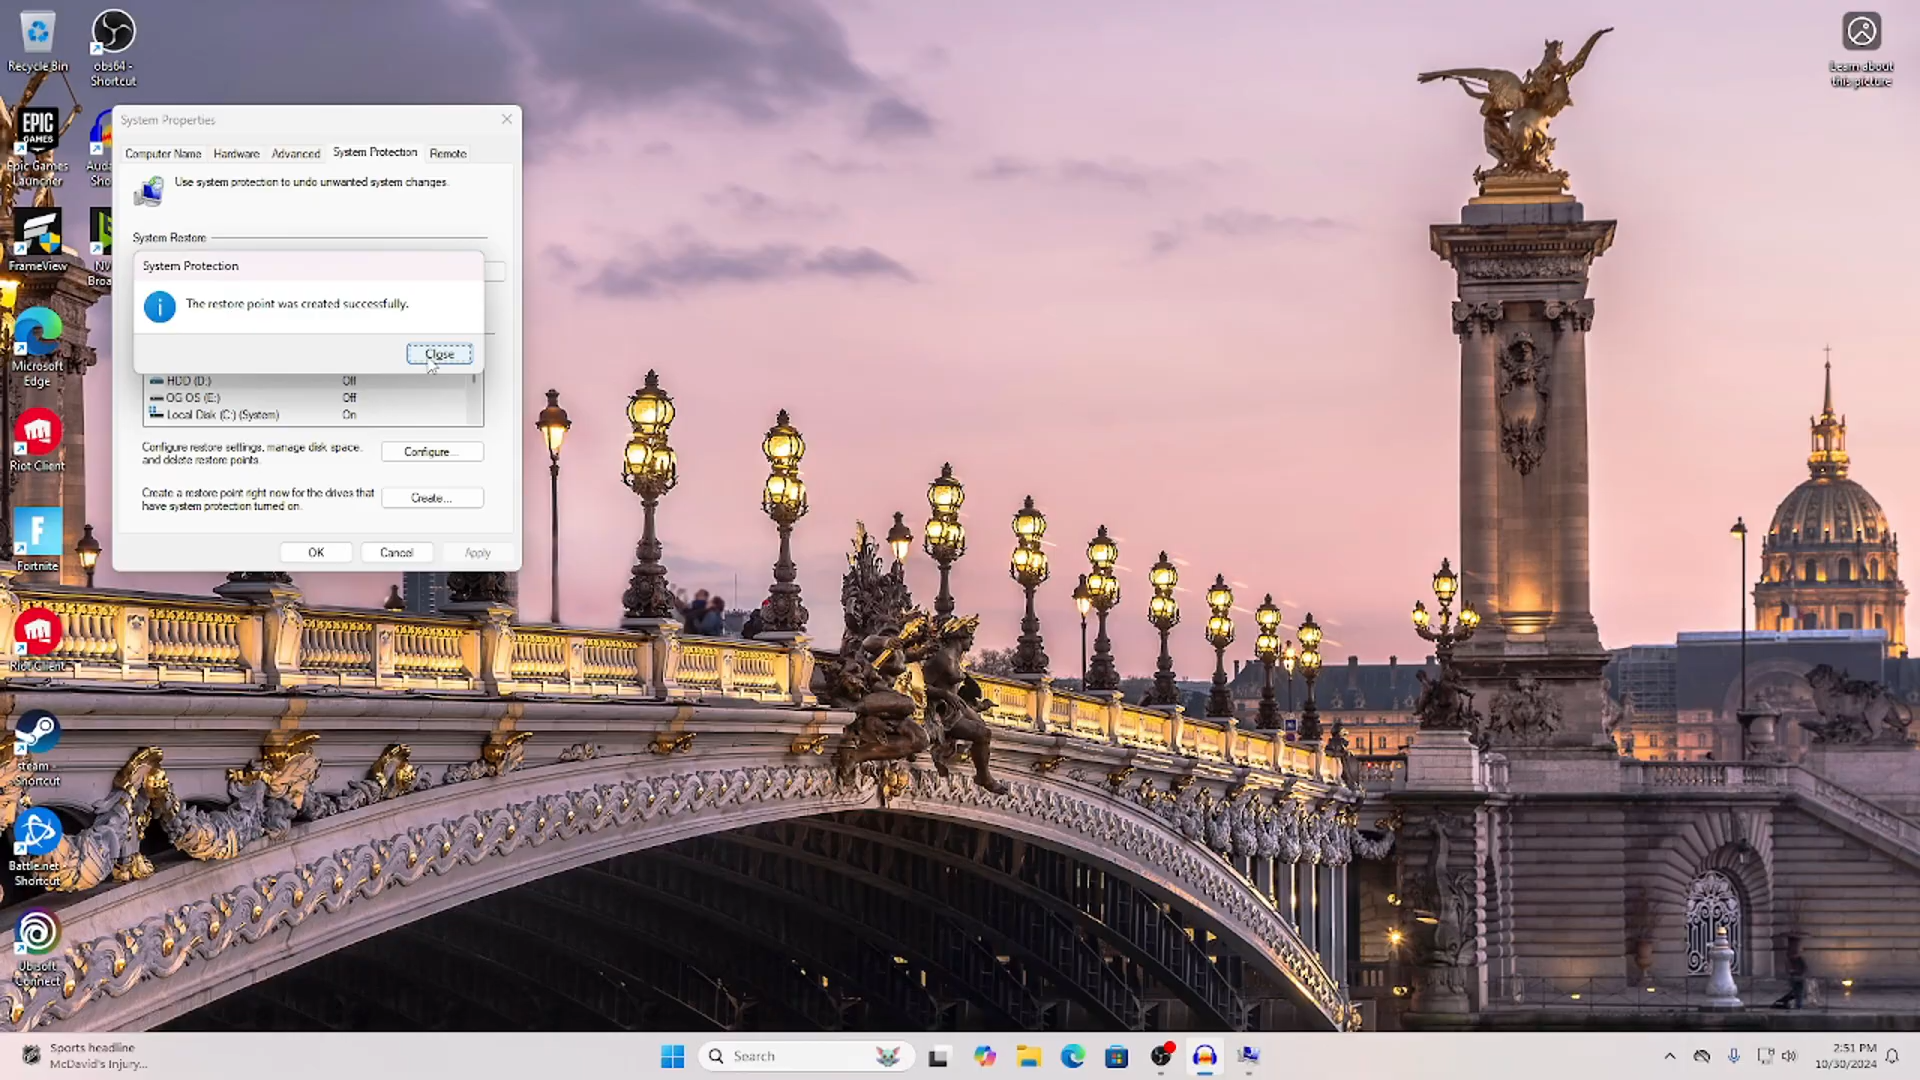 Recycle Bin
obs64 -
Shortcut
Learn about
this picture
EPIC
GAMES
Epic Games
Launcher
FrameView
Microsoft
Edge
Riot Client
Fortnite
Riot Client
steam -
Shortcut
Battle.net -
Shortcut
Ubisoft
Connect
System Properties
Computer Name
Hardware
Advanced
System Protection
Remote
Use system protection to undo unwanted system changes.
System Restore
System Protection
The restore point was created successfully.
Close
HDD (D:) Off
OG OS (E:) Off
Local Disk (C:) (System) On
Configure restore settings, manage disk space,
and delete restore points.
Configure...
Create a restore point right now for the drives that
have system protection turned on.
Create...
OK
Cancel
Apply
Sports headline
McDavid's Injury...
Search
2:51 PM
10/30/2024